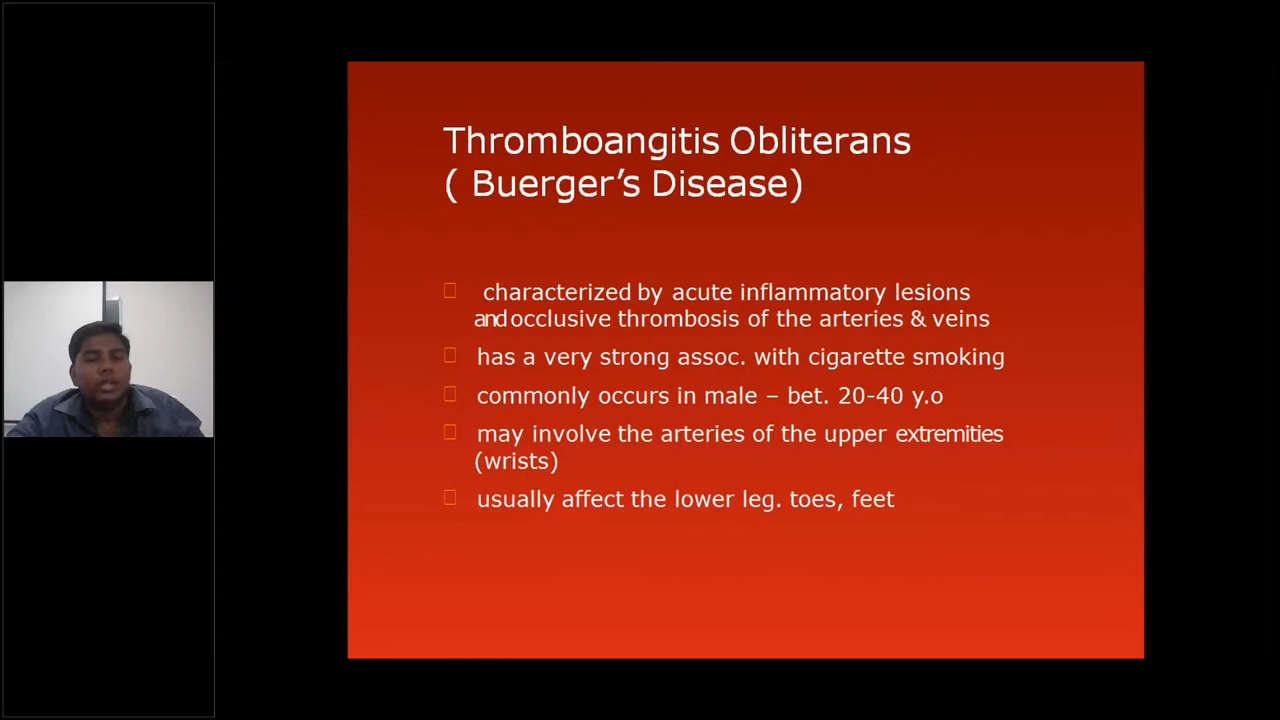 Thromboangitis Obliterans
( Buerger’s Disease)
characterized by acute inflammatory lesions
and occlusive thrombosis of the arteries & veins
has a very strong assoc. with cigarette smoking
commonly occurs in male – bet. 20-40 y.o
may involve the arteries of the upper extremities
(wrists)
usually affect the lower leg. toes, feet